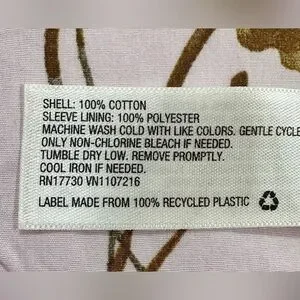 SHELL: 100% COTTON
SLEEVE LINING: 100% POLYESTER
MACHINE WASH COLD WITH LIKE COLORS. GENTLE CYCLE
ONLY NON-CHLORINE BLEACH IF NEEDED.
TUMBLE DRY LOW. REMOVE PROMPTLY.
COOL IRON IF NEEDED.
RN17730 VN1107216
LABEL MADE FROM 100% RECYCLED PLASTIC